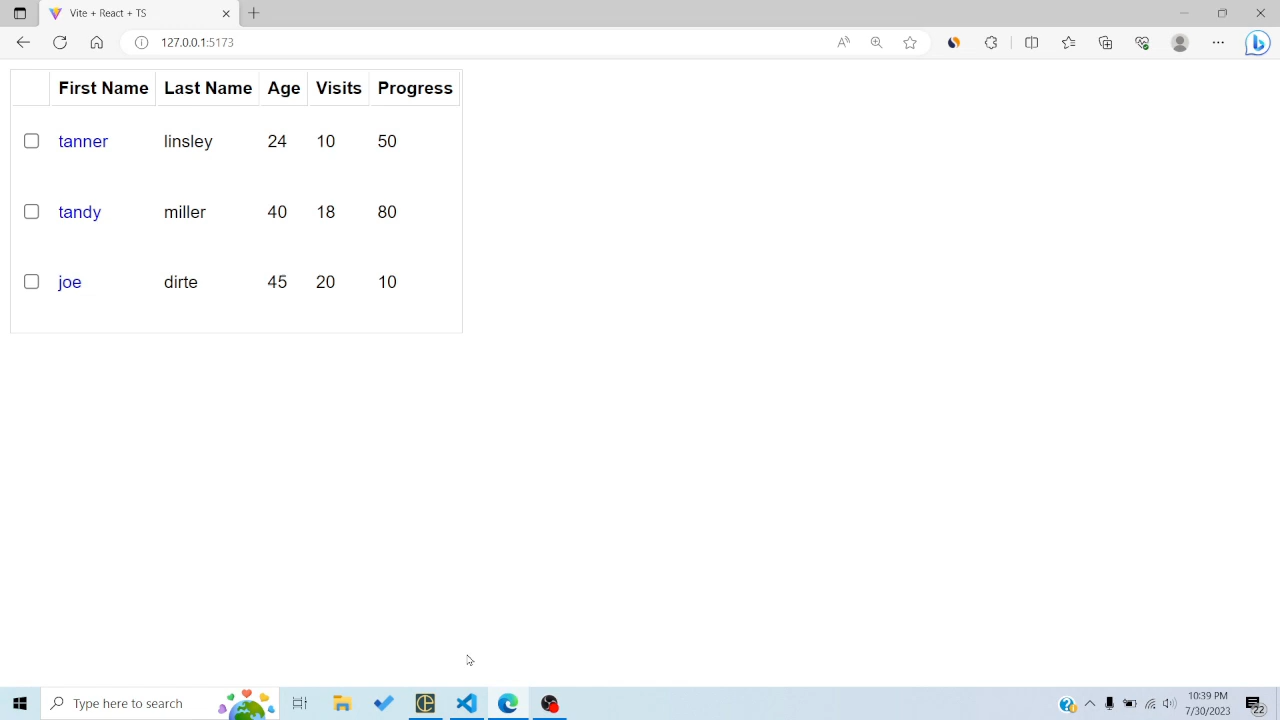 Vite + React + TS
127.0.0.1:5173
First Name Last Name Age Visits Progress
tanner linsley 24 10 50
tandy miller 40 18 80
joe dirte 45 20 10
Type here to search
10:39 PM
7/30/2023
22